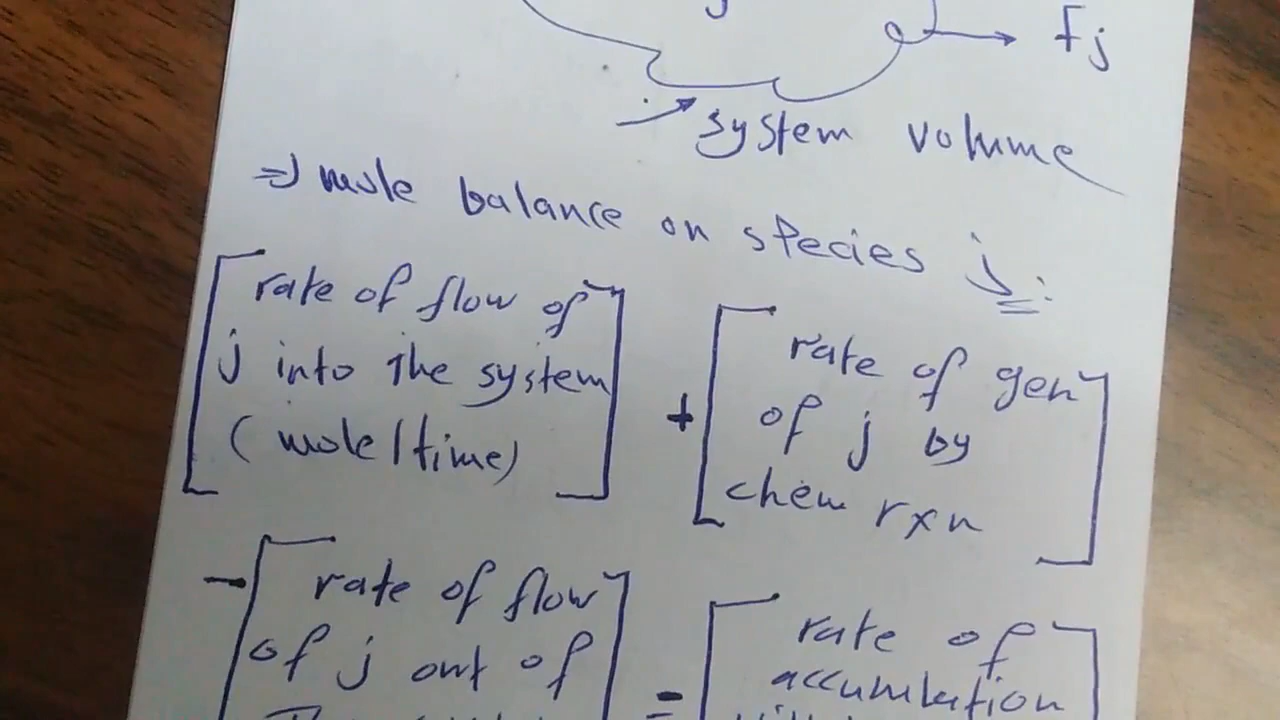 Fj
system volume
⇒ mole balance on species j:
[rate of flow of
j into the system
(mole/time)]
+ [rate of gen
of j by
chem rxn]
- [rate of flow
of j out of
= [rate of
accumulation